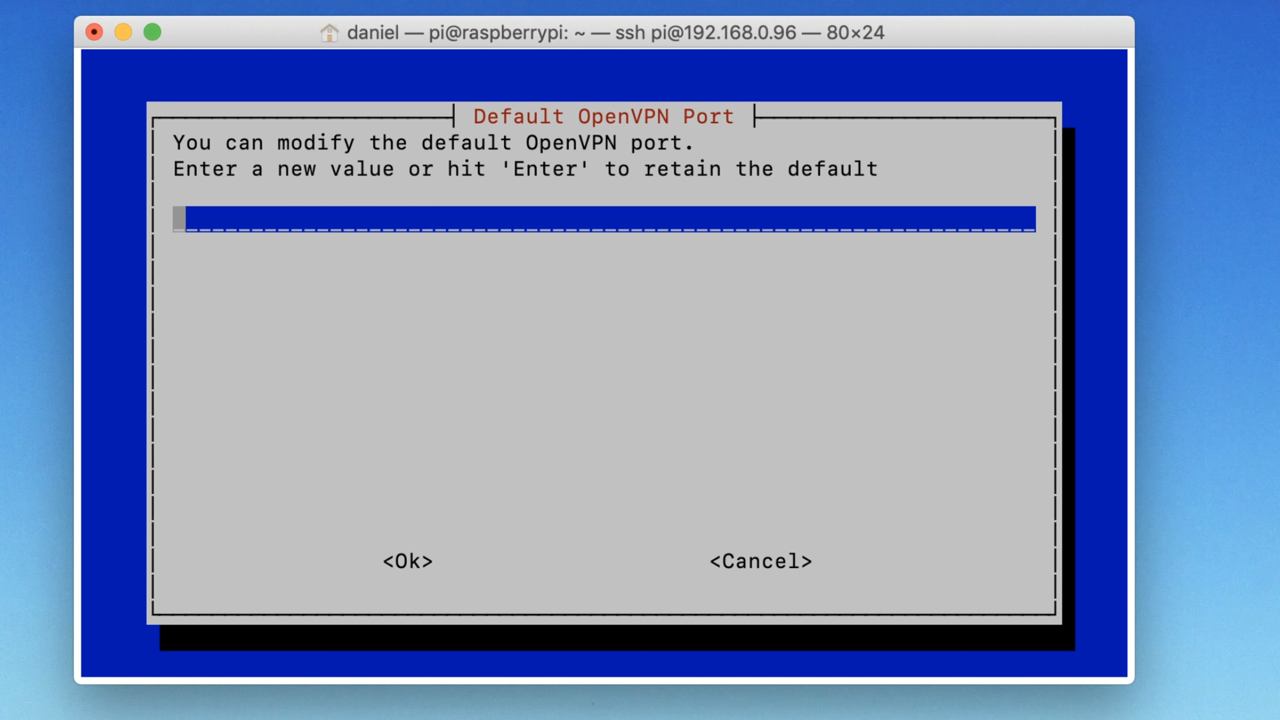 daniel — pi@raspberrypi: ~ — ssh pi@192.168.0.96 — 80×24
Default OpenVPN Port
You can modify the default OpenVPN port.
Enter a new value or hit 'Enter' to retain the default
<Ok> <Cancel>